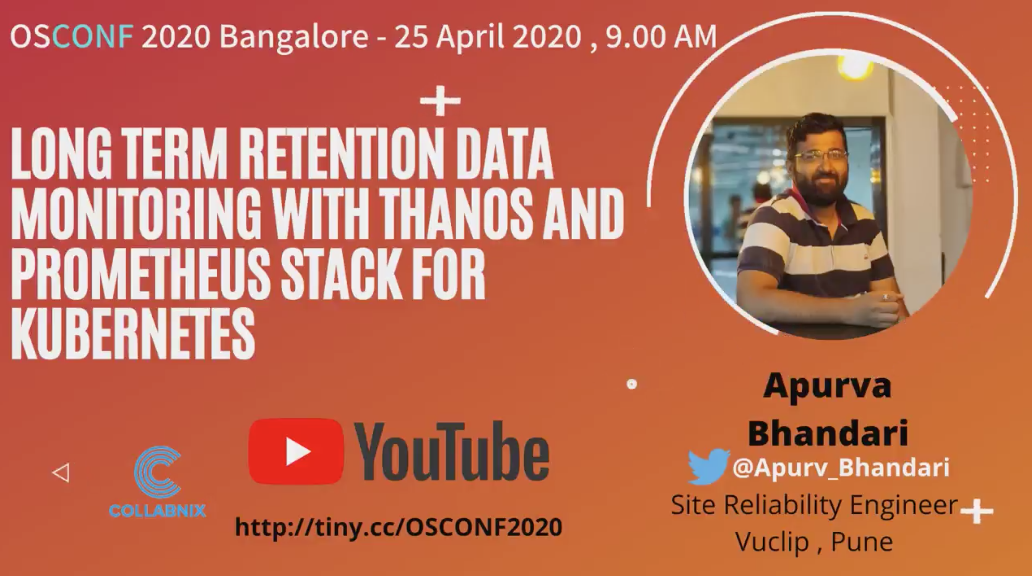 OSCONF 2020 Bangalore - 25 April 2020 , 9.00 AM
LONG TERM RETENTION DATA
MONITORING WITH THANOS AND
PROMETHEUS STACK FOR
KUBERNETES
Apurva
Bhandari
@Apurv_Bhandari
Site Reliability Engineer
Vuclip , Pune
COLLABNIX
YouTube
http://tiny.cc/OSCONF2020